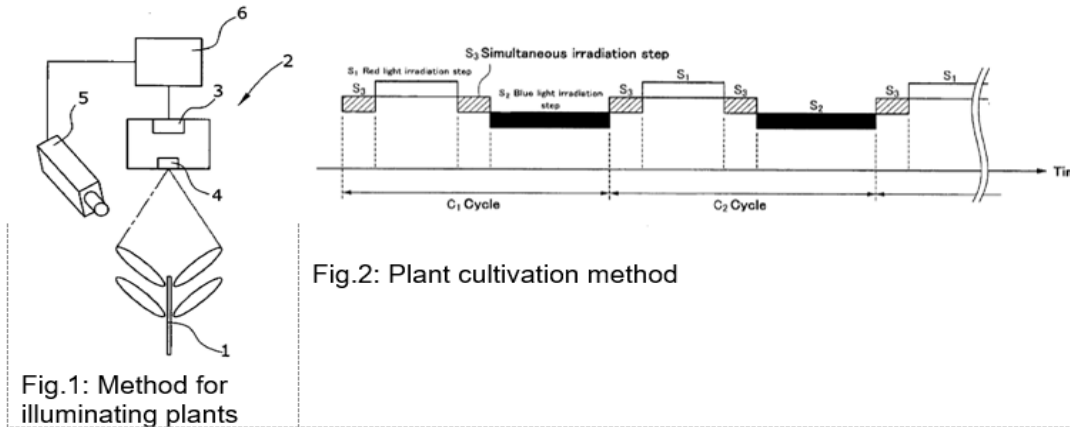 6
2
3
5
4
1
Fig.1: Method for
illuminating plants
S3 Simultaneous irradiation step
S1 Red light irradiation step
S3
S2 Blue light irradiation
step
S3
S1
S3
S2
S3
S1
Tim
C1 Cycle
C2 Cycle
Fig.2: Plant cultivation method